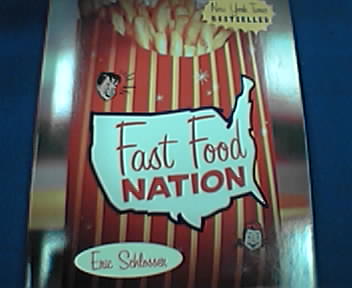 New York Times
BESTSELLER
Fast Food
NATION
Eric Schlosser